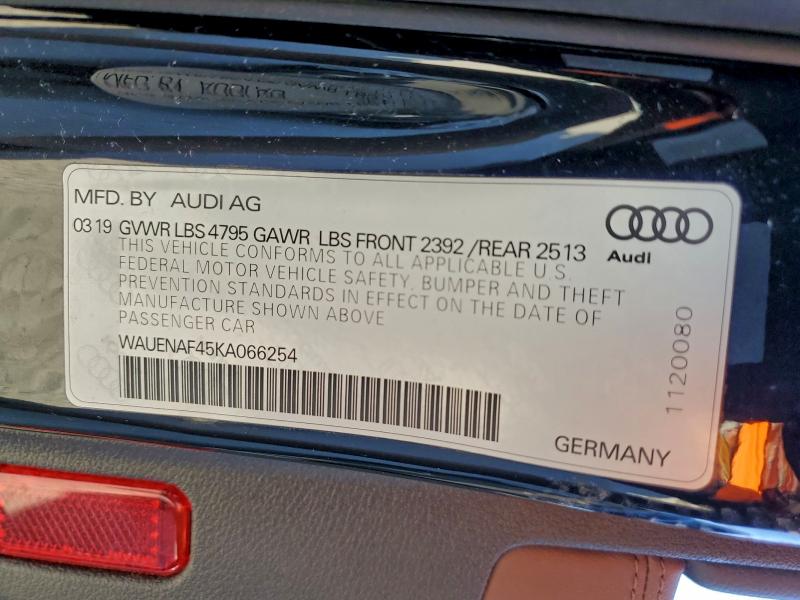 MFD. BY AUDI AG
03 19 GVWR LBS 4795 GAWR LBS FRONT 2392 /REAR 2513
THIS VEHICLE CONFORMS TO ALL APPLICABLE U.S.
FEDERAL MOTOR VEHICLE SAFETY, BUMPER AND THEFT
PREVENTION STANDARDS IN EFFECT ON THE DATE OF
MANUFACTURE SHOWN ABOVE
PASSENGER CAR
WAUENAF45KA066254
Audi
1120080
GERMANY